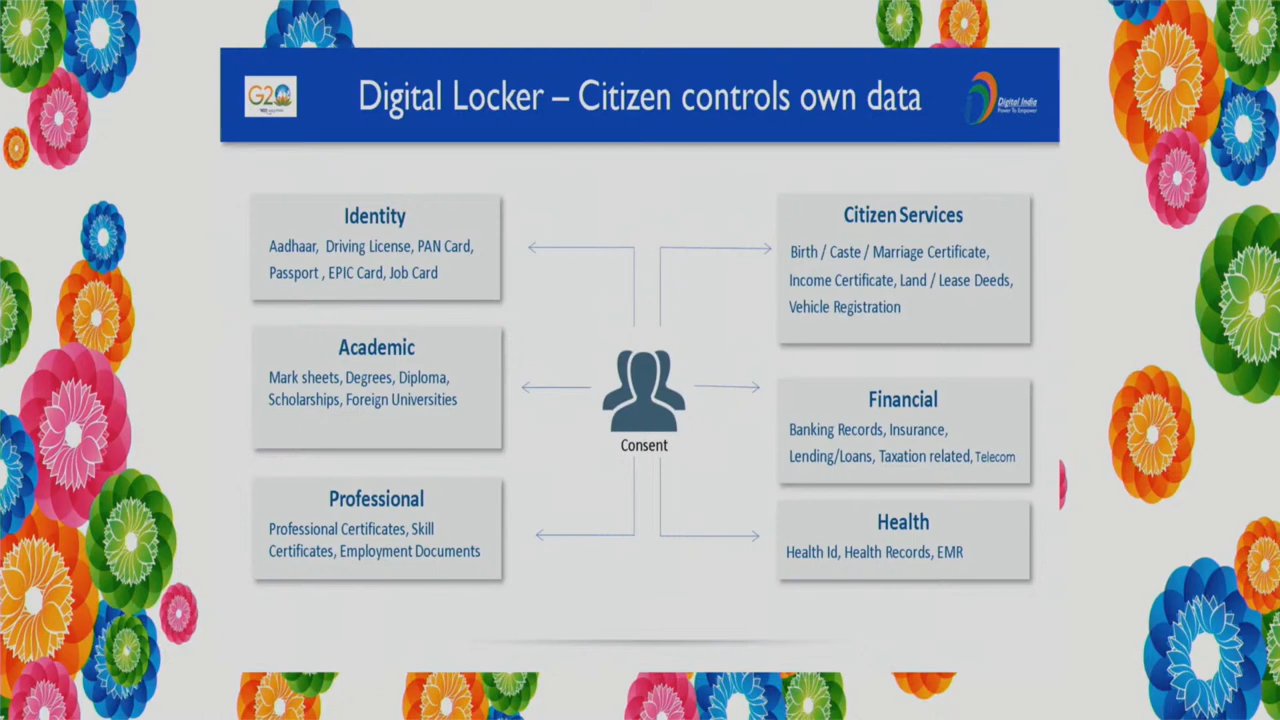 G20
Digital Locker – Citizen controls own data
Digital India
Power To Empower
Identity
Aadhaar, Driving License, PAN Card,
Passport , EPIC Card, Job Card
Academic
Mark sheets, Degrees, Diploma,
Scholarships, Foreign Universities
Professional
Professional Certificates, Skill
Certificates, Employment Documents
Consent
Citizen Services
Birth / Caste / Marriage Certificate,
Income Certificate, Land / Lease Deeds,
Vehicle Registration
Financial
Banking Records, Insurance,
Lending/Loans, Taxation related, Telecom
Health
Health Id, Health Records, EMR